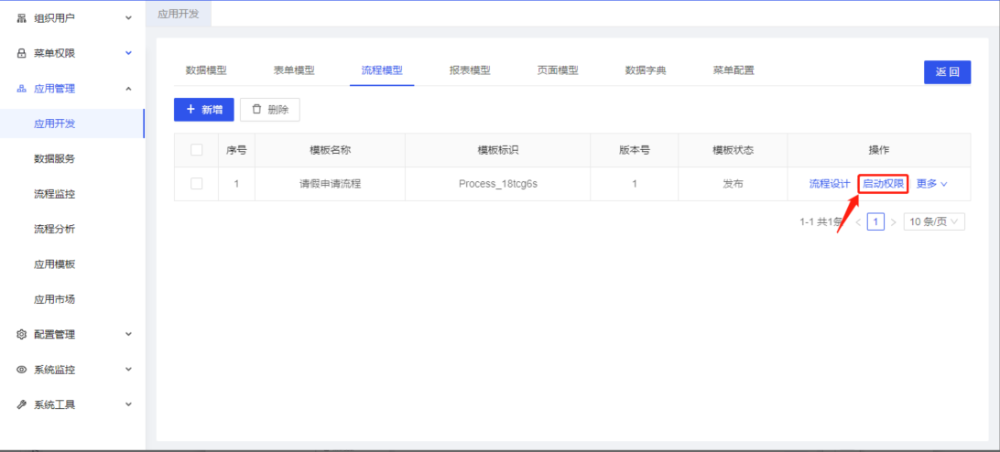 组织用户
菜单权限
应用管理
应用开发
数据服务
流程监控
流程分析
应用模板
应用市场
配置管理
系统监控
系统工具
应用开发
数据模型 表单模型 流程模型 报表模型 页面模型 数据字典 菜单配置 返回
新增 删除
序号 模板名称 模板标识 版本号 模板状态 操作
1 请假申请流程 Process_18tcg6s 1 发布 流程设计 启动权限 更多
1-1 共1条 < 1 > 10 条/页